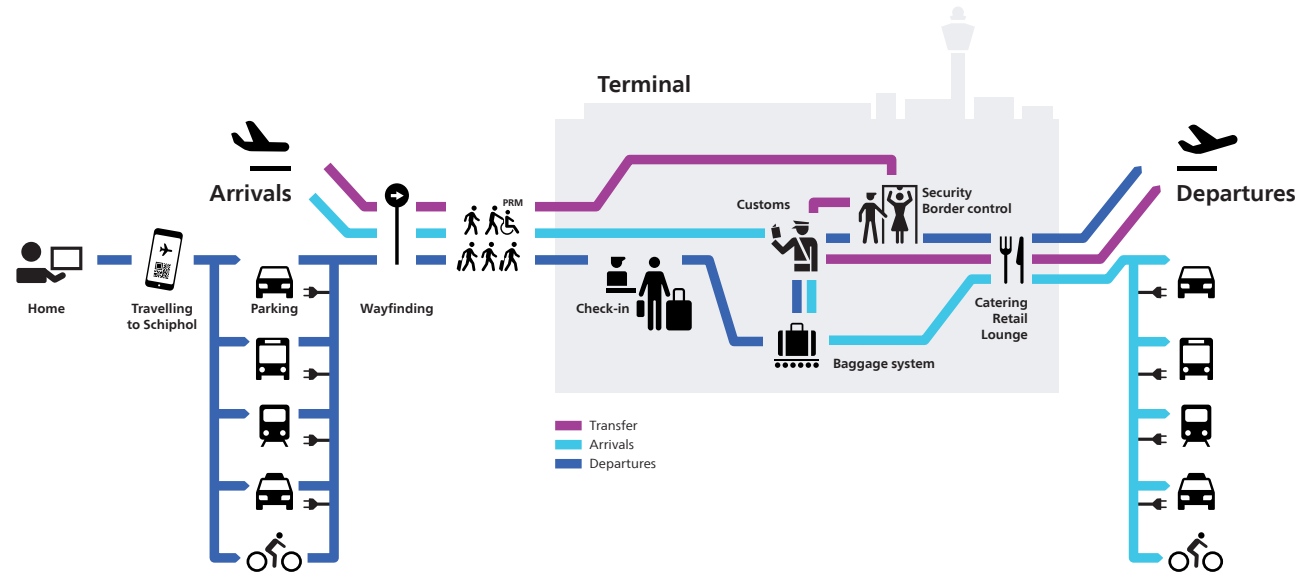 Terminal
Arrivals
Departures
PRM
Customs
Security
Border control
Home
Travelling
to Schiphol
Parking
Wayfinding
Check-in
Catering
Retail
Lounge
Baggage system
Transfer
Arrivals
Departures